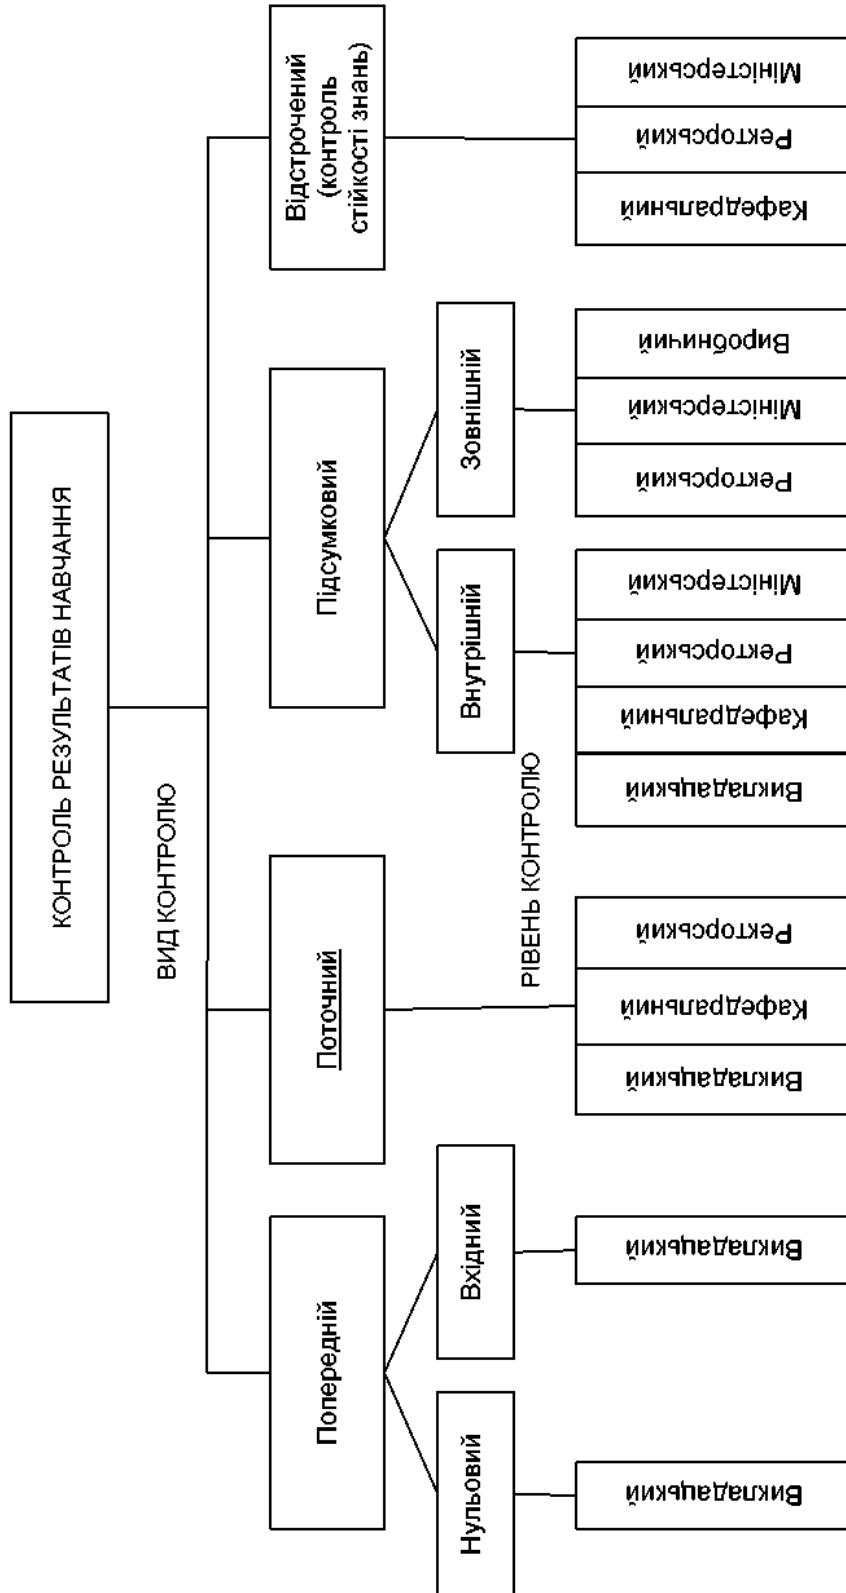 КОНТРОЛЬ РЕЗУЛЬТАТІВ НАВЧАННЯ
ВИД КОНТРОЛЮ
Попередній
Поточний
Підсумковий
Відстрочений
(контроль
стійкості знань)
Нульовий
Вхідний
Внутрішній
Зовнішній
РІВЕНЬ КОНТРОЛЮ
Викладацький
Викладацький
Викладацький
Кафедральний
Ректорський
Викладацький
Кафедральний
Ректорський
Міністерський
Ректорський
Міністерський
Виробничий
Кафедральний
Ректорський
Міністерський